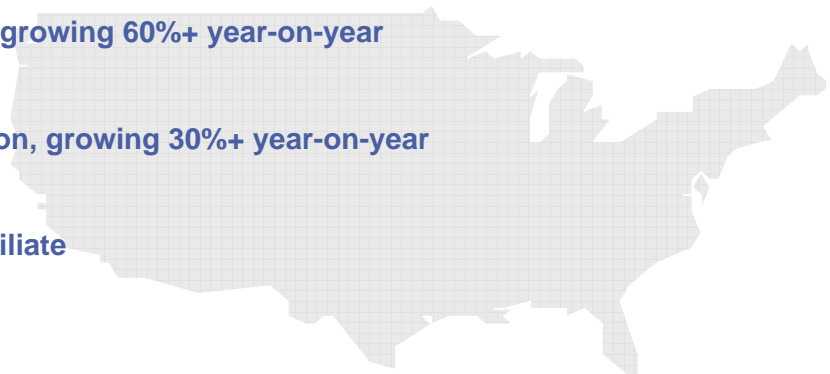 growing 60%+ year-on-year
on, growing 30%+ year-on-year
iliate